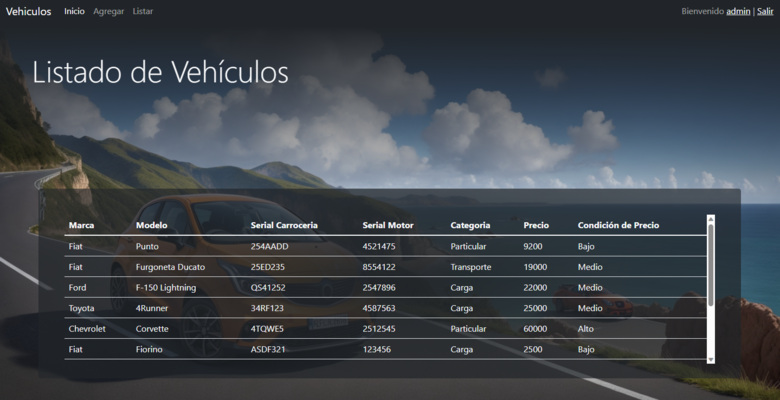 Vehiculos Inicio Agregar Listar Bienvenido admin | Salir
Listado de Vehículos
Marca Modelo Serial Carroceria Serial Motor Categoria Precio Condición de Precio
Fiat Punto 254AADD 4521475 Particular 9200 Bajo
Fiat Furgoneta Ducato 25ED235 8554122 Transporte 19000 Medio
Ford F-150 Lightning QS41252 2547896 Carga 22000 Medio
Toyota 4Runner 34RF123 4587563 Carga 25000 Medio
Chevrolet Corvette 4TQWE5 2512545 Particular 60000 Alto
Fiat Fiorino ASDF321 123456 Carga 2500 Bajo